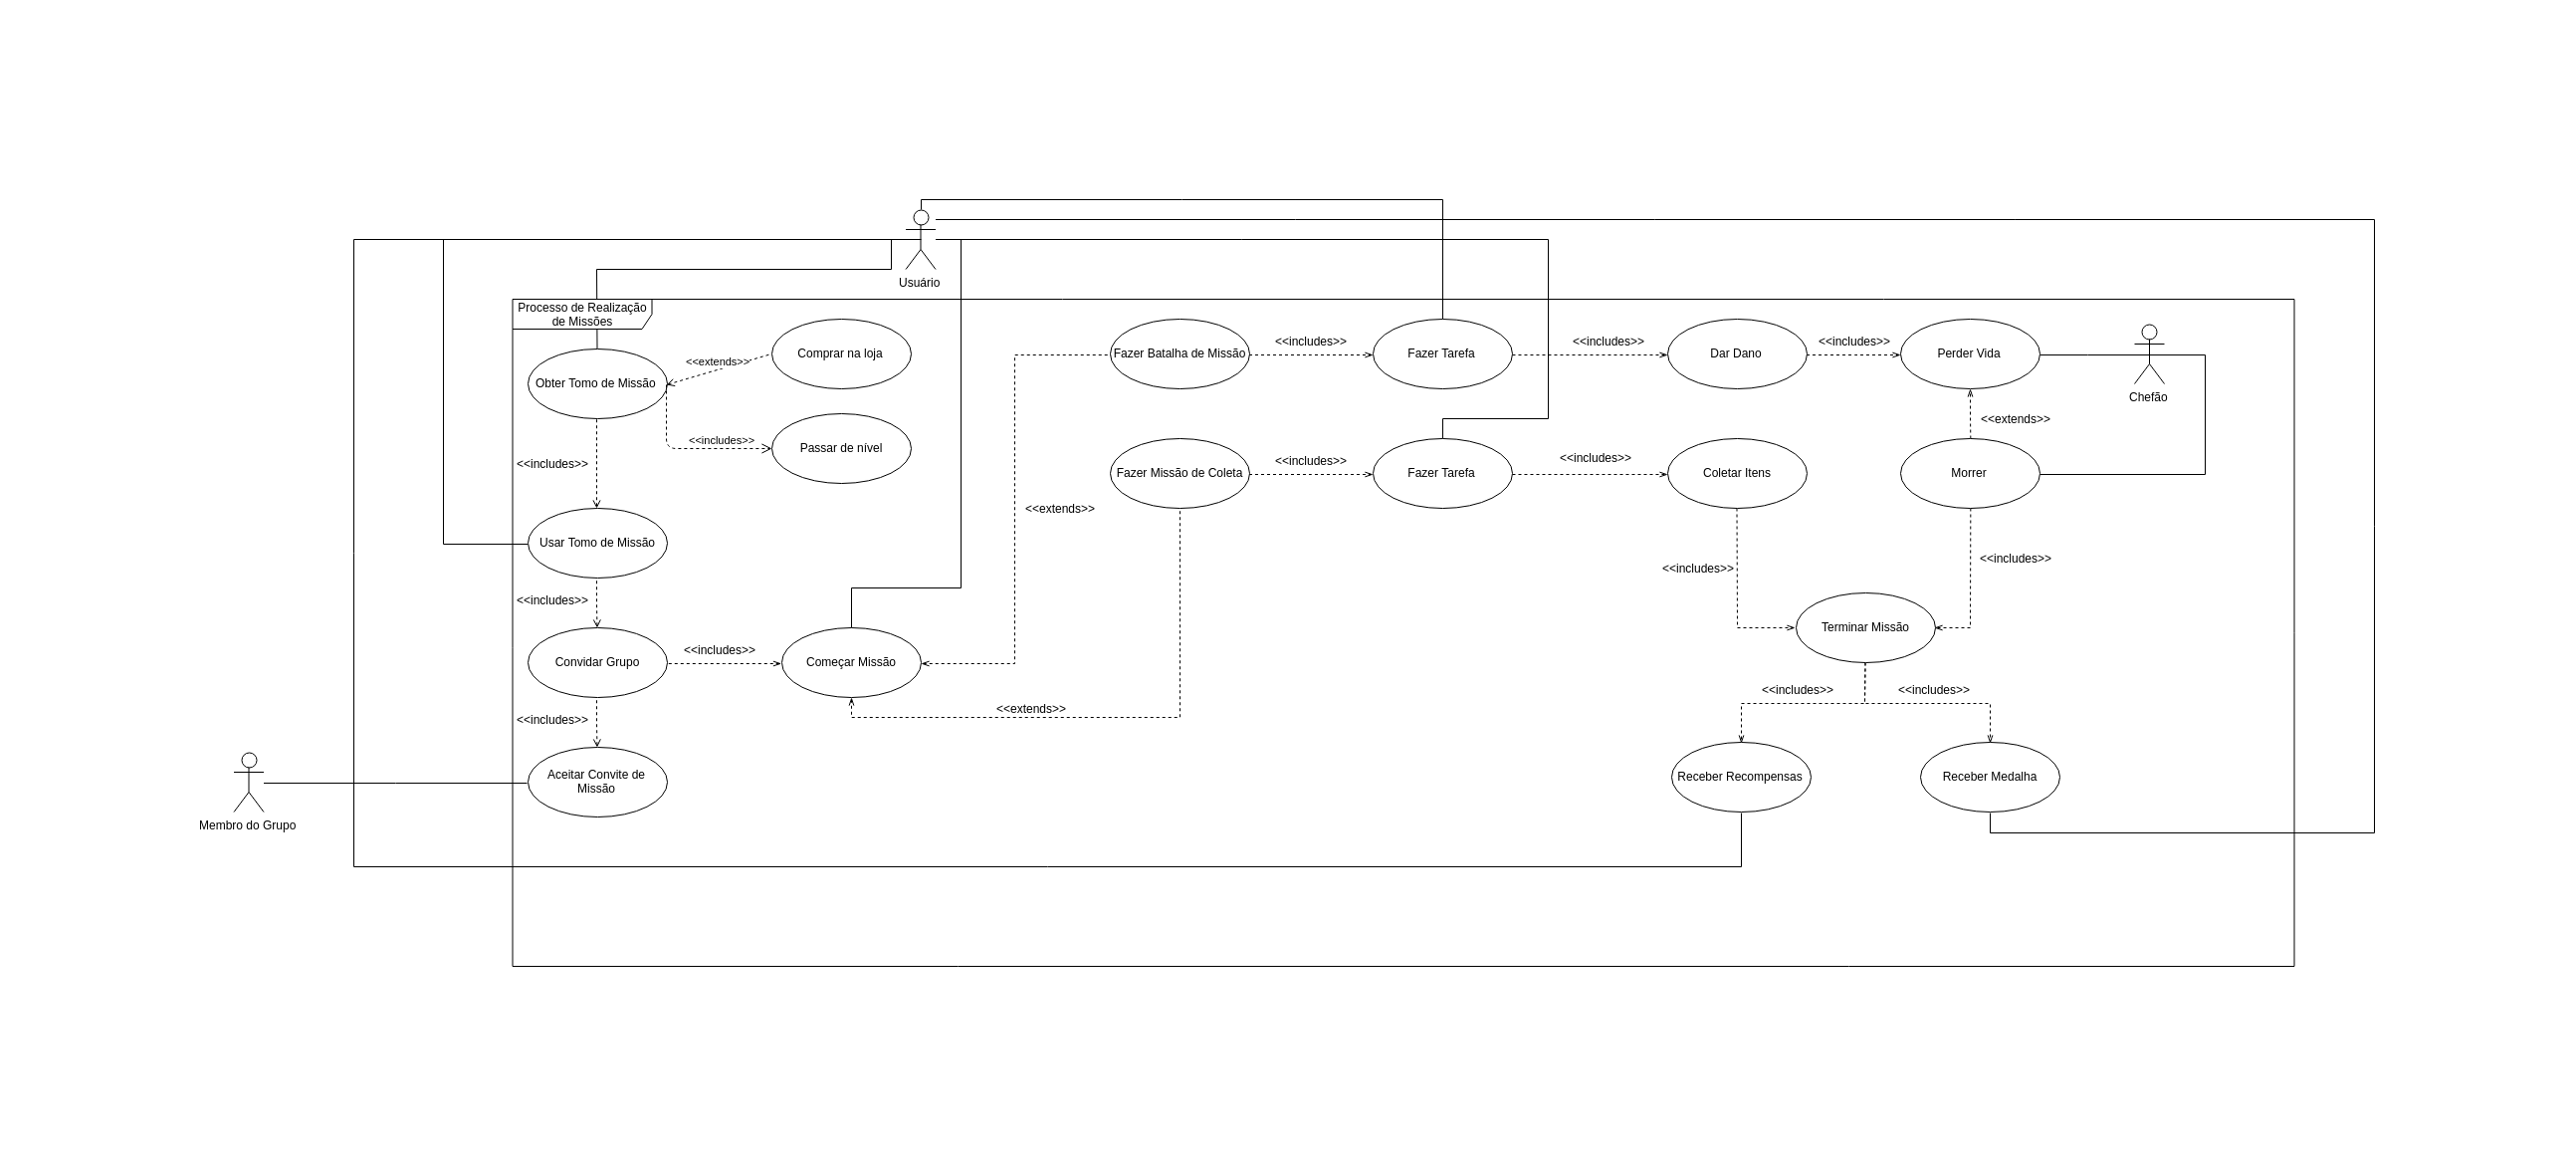 Usuário
Processo de Realização
de Missões
Comprar na loja
<<extends>>
Obter Tomo de Missão
<<includes>>
Passar de nível
<<includes>>
Usar Tomo de Missão
<<includes>>
Convidar Grupo
<<includes>>
Começar Missão
<<includes>>
Aceitar Convite de
Missão
Membro do Grupo
Fazer Batalha de Missão
<<includes>>
Fazer Tarefa
<<includes>>
Dar Dano
<<includes>>
Perder Vida
Chefão
<<extends>>
Fazer Missão de Coleta
<<includes>>
Fazer Tarefa
<<includes>>
Coletar Itens
Morrer
<<extends>>
<<extends>>
<<includes>>
<<includes>>
Terminar Missão
<<includes>>
<<includes>>
Receber Recompensas
Receber Medalha